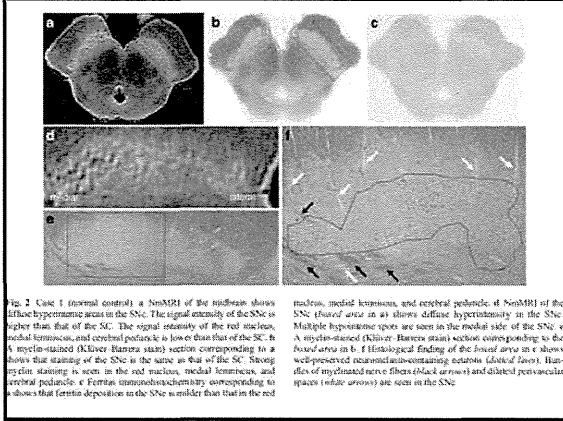 a
b
c
d
medial
lateral
e
f
Fig. 2 Case 1 (normal control). a NmMRI of the midbrain shows
diffuse hyperintense areas in the SNc. The signal intensity of the SNc is
higher than that of the SC. The signal intensity of the red nucleus,
medial lemniscus, and cerebral peduncle is lower than that of the SC. b
A myelin-stained (Klüver–Barrera stain) section corresponding to a
shows that staining of the SNc is the same as that of the SC. Strong
myelin staining is seen in the red nucleus, medial lemniscus, and
cerebral peduncle. c Ferritin immunohistochemistry corresponding to
a shows that ferritin deposition in the SNc is milder than that in the red
nucleus, medial lemniscus, and cerebral peduncle. d NmMRI of the
SNc (boxed area in a) shows diffuse hyperintensity in the SNc.
Multiple hypointense spots are seen in the medial side of the SNc. e
A myelin-stained (Klüver–Barrera stain) section corresponding to the
boxed area in b. f Histological finding of the boxed area in e shows
well-preserved neuromelanin-containing neurons (dotted lines). Bun-
dles of myelinated nerve fibers (black arrows) and dilated perivascular
spaces (white arrows) are seen in the SNc